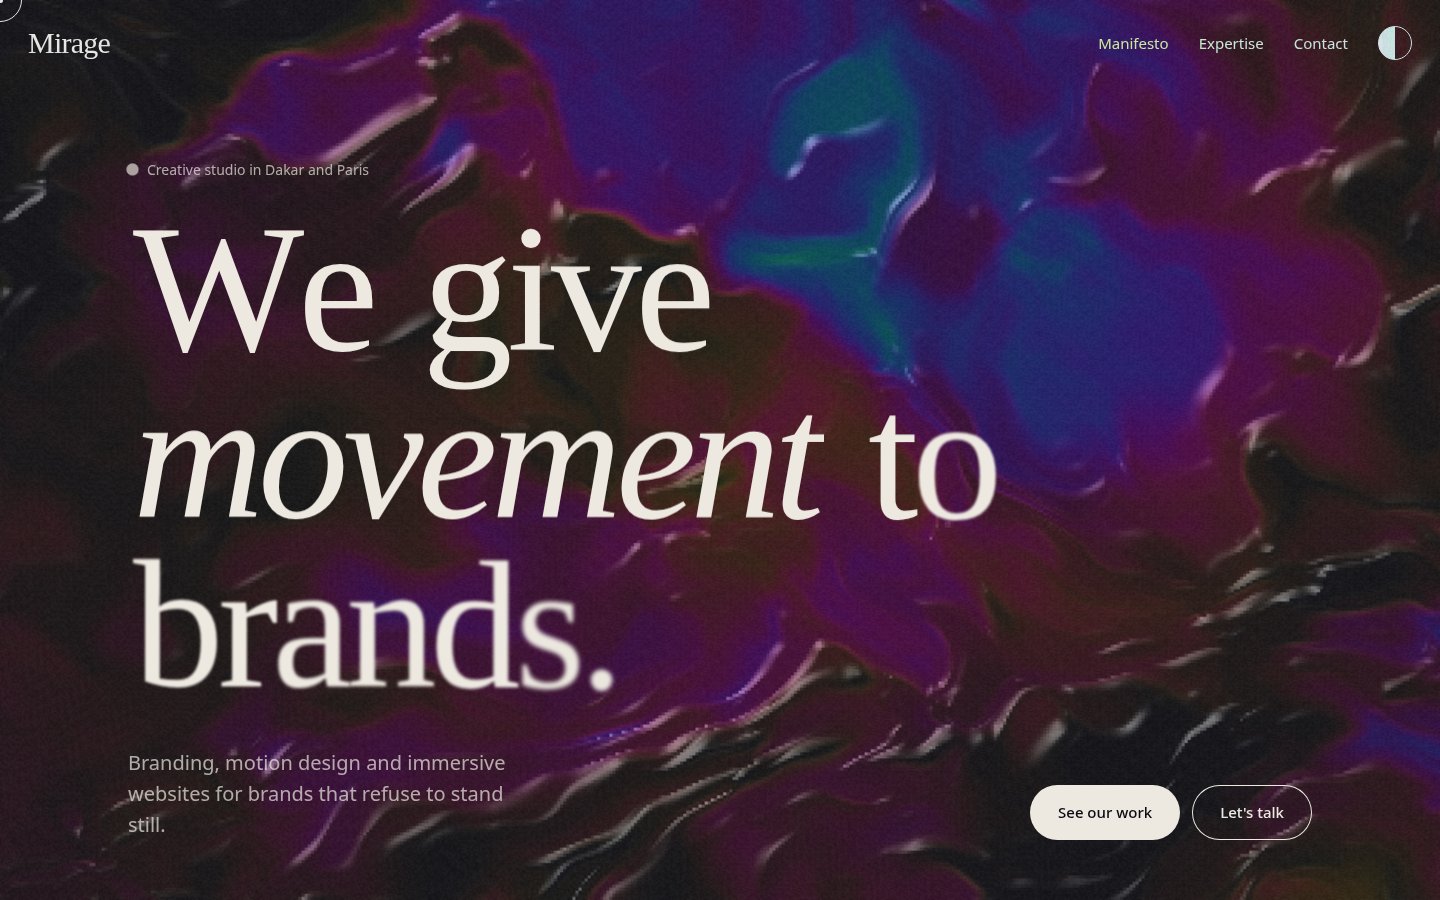 Mirage
Manifesto
Expertise
Contact
Creative studio in Dakar and Paris
We give
movement to
brands.
Branding, motion design and immersive
websites for brands that refuse to stand
still.
See our work
Let's talk